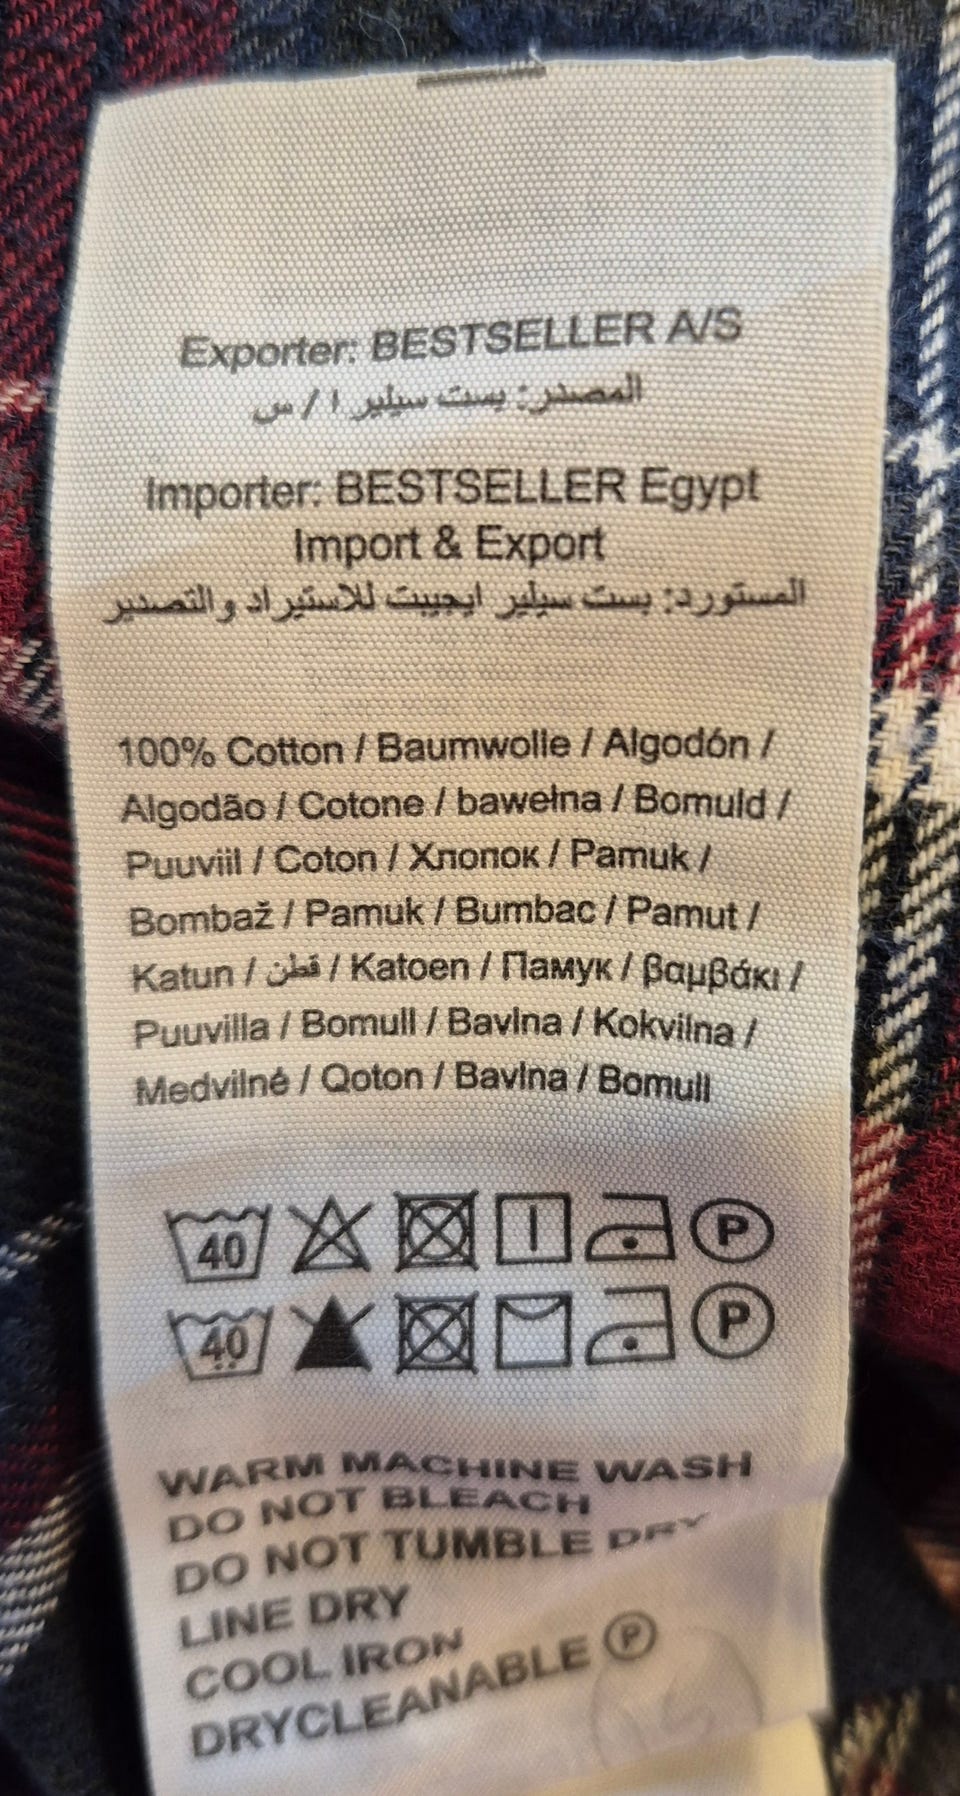 Exporter: BESTSELLER A/S
المصدر: بست سيلير ا / س
Importer: BESTSELLER Egypt
Import & Export
المستورد: بست سيلير ايجيبت للاستيراد والتصدير
100% Cotton / Baumwolle / Algodón /
Algodão / Cotone / bawełna / Bomuld /
Puuviil / Coton / Хлопок / Pamuk /
Bombaž / Pamuk / Bumbac / Pamut /
Katun / قطن / Katoen / Памук / βαμβάκι /
Puuvilla / Bomull / Bavlna / Kokvilna /
Medvilné / Qoton / Bavlna / Bomull
40 P
40 P
WARM MACHINE WASH
DO NOT BLEACH
DO NOT TUMBLE DRY
LINE DRY
COOL IRON
DRYCLEANABLE P